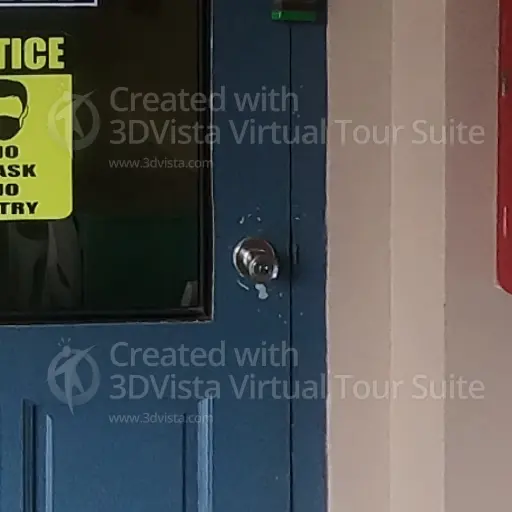 TICE
Created with
3DVista Virtual Tour Suite
www.3dvista.com
IO
ASK
IO
TRY
Created with
3DVista Virtual Tour Suite
www.3dvista.com